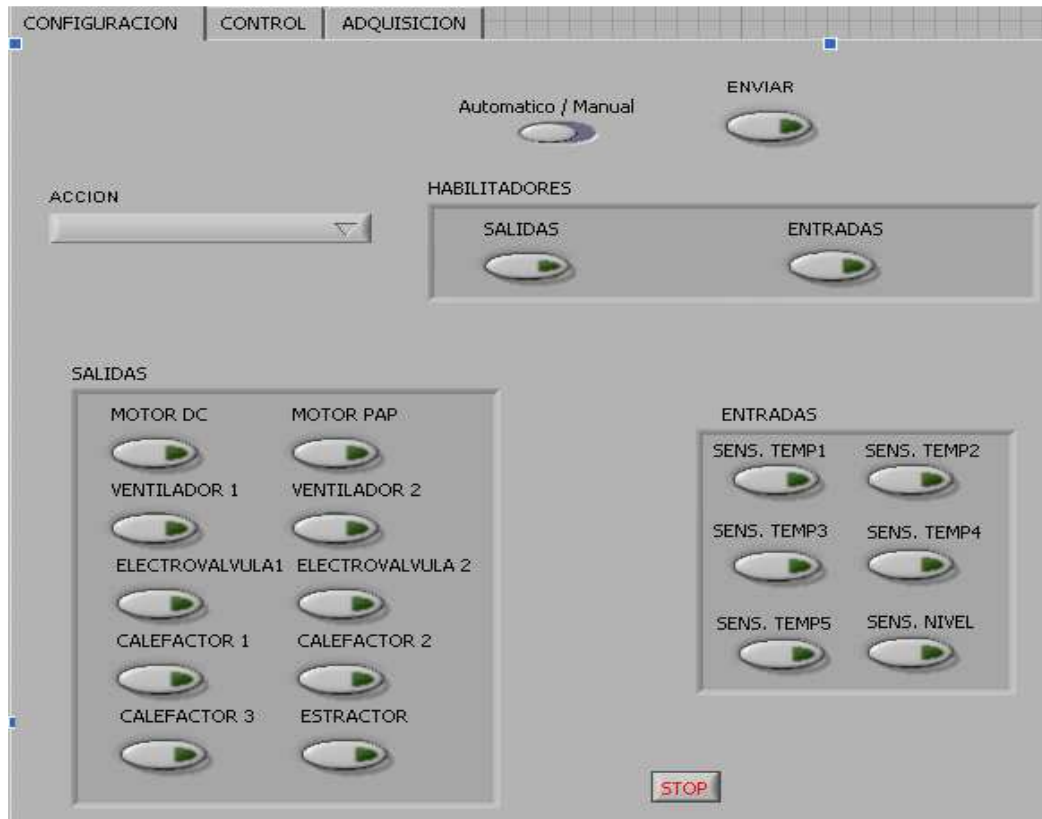 CONFIGURACION CONTROL ADQUISICION
ENVIAR
Automatico / Manual
ACCION
HABILITADORES
SALIDAS ENTRADAS
SALIDAS
MOTOR DC MOTOR PAP
VENTILADOR 1 VENTILADOR 2
ELECTROVALVULA1 ELECTROVALVULA 2
CALEFACTOR 1 CALEFACTOR 2
CALEFACTOR 3 ESTRACTOR
ENTRADAS
SENS. TEMP1 SENS. TEMP2
SENS. TEMP3 SENS. TEMP4
SENS. TEMP5 SENS. NIVEL
STOP